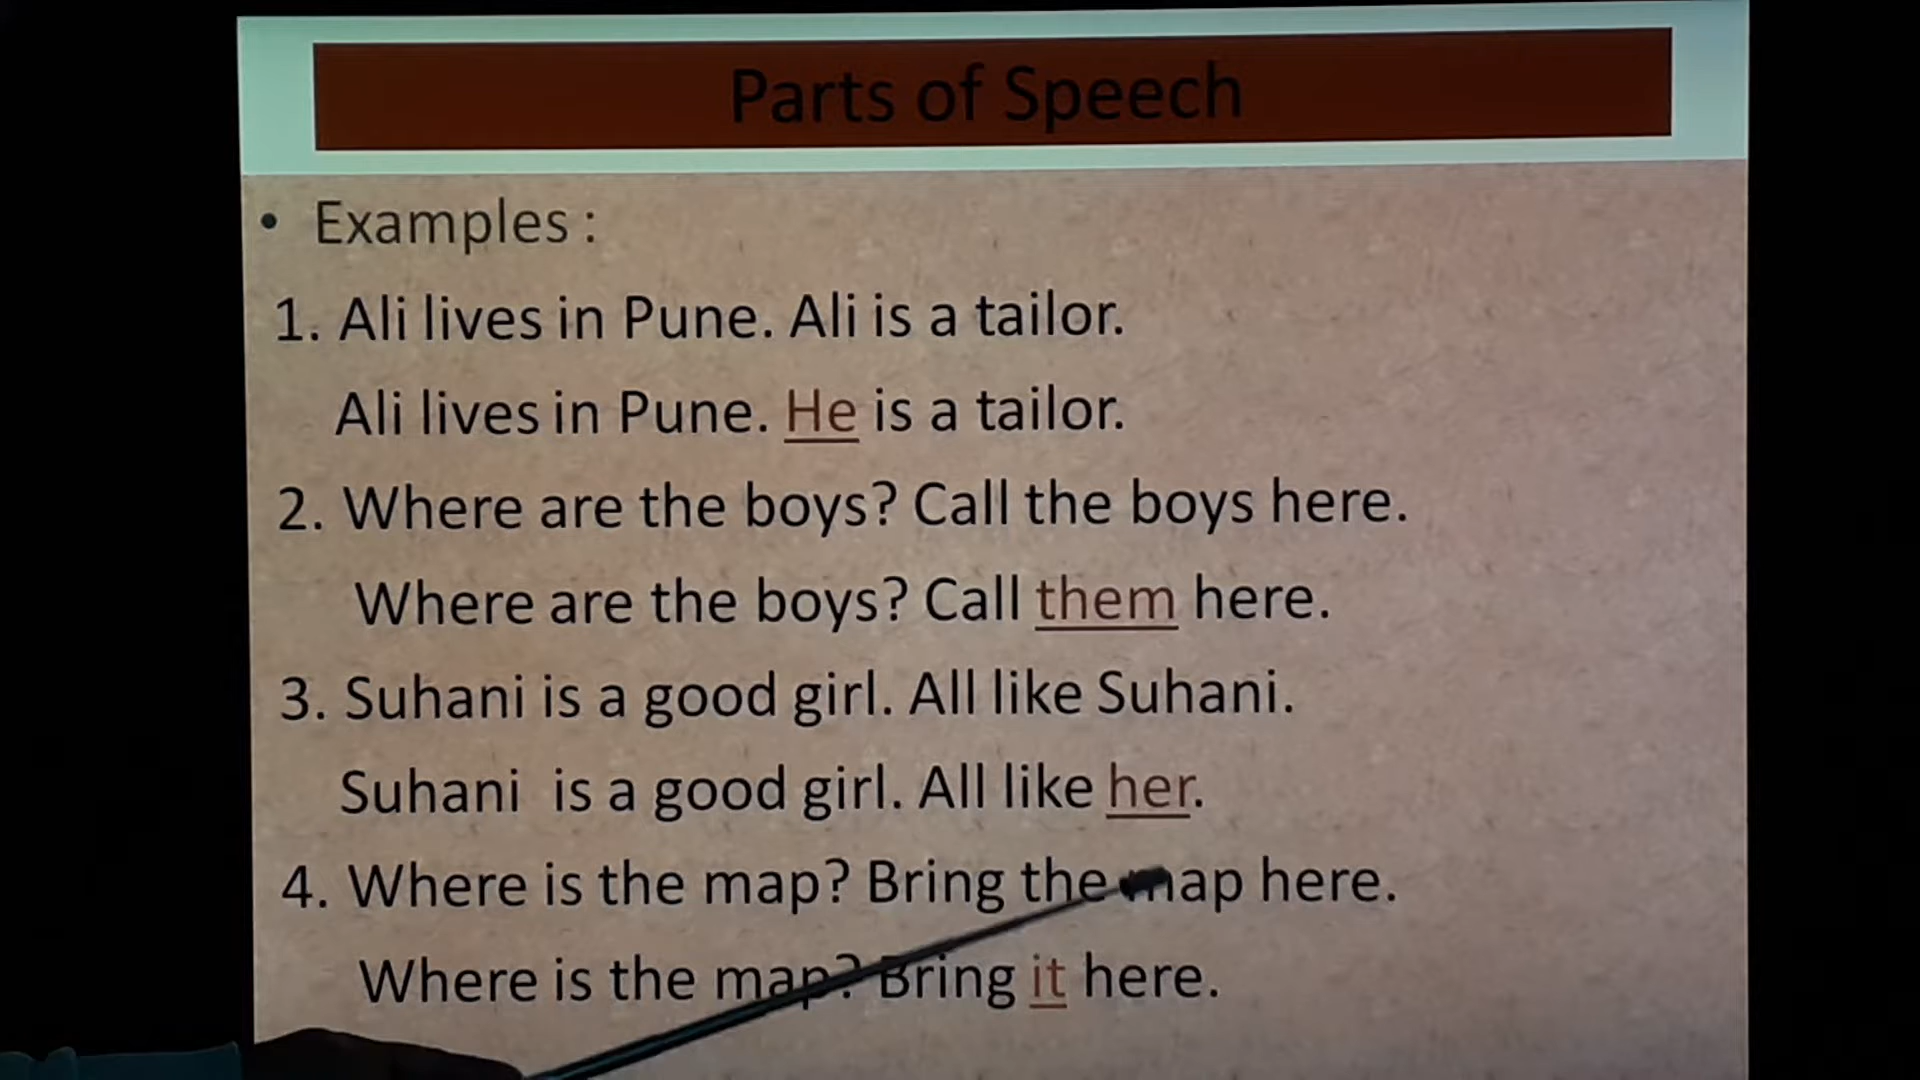 Parts of Speech
• Examples :
1. Ali lives in Pune. Ali is a tailor.
Ali lives in Pune. He is a tailor.
2. Where are the boys? Call the boys here.
Where are the boys? Call them here.
3. Suhani is a good girl. All like Suhani.
Suhani is a good girl. All like her.
4. Where is the map? Bring the map here.
Where is the map? Bring it here.